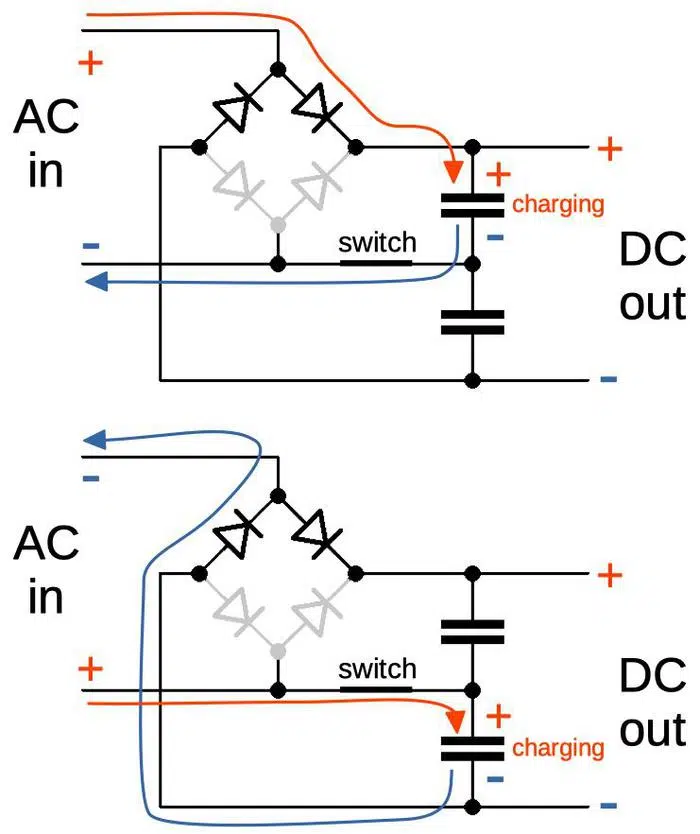 +
AC
in
+
+
charging
-
switch
-
DC
out
-
-
AC
in
+
+
switch
DC
out
+
charging
-
-